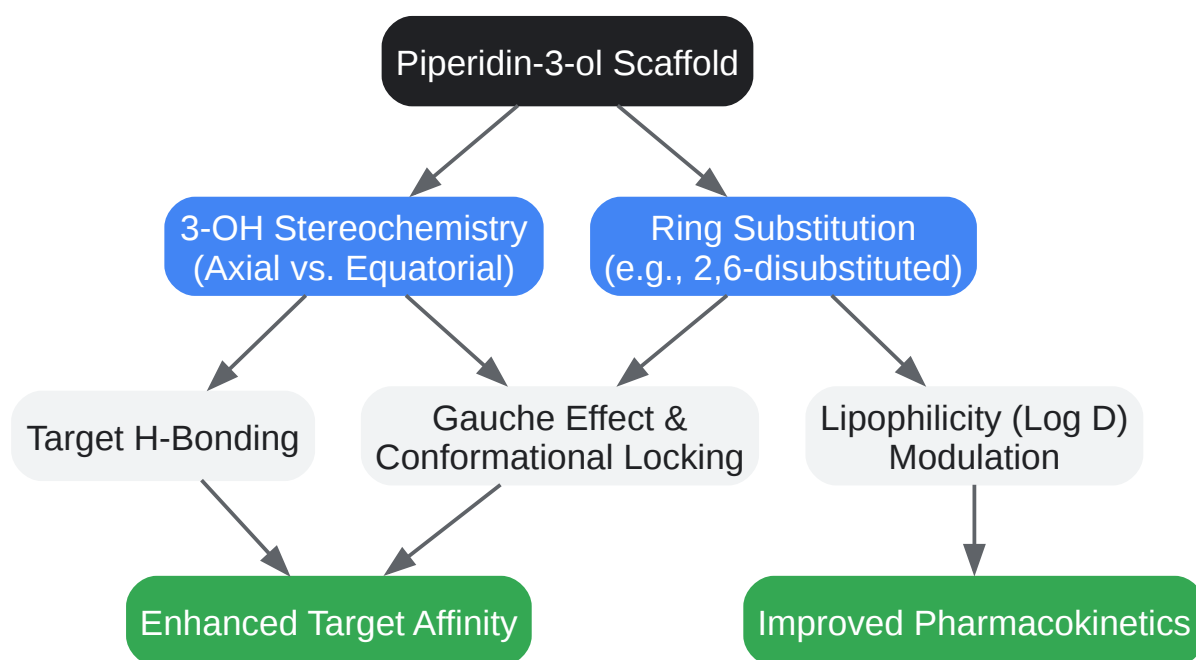 Piperidin-3-ol Scaffold
3-OH Stereochemistry
(Axial vs. Equatorial)
Ring Substitution
(e.g., 2,6-disubstituted)
Target H-Bonding
Gauche Effect &
Conformational Locking
Lipophilicity (Log D)
Modulation
Enhanced Target Affinity
Improved Pharmacokinetics